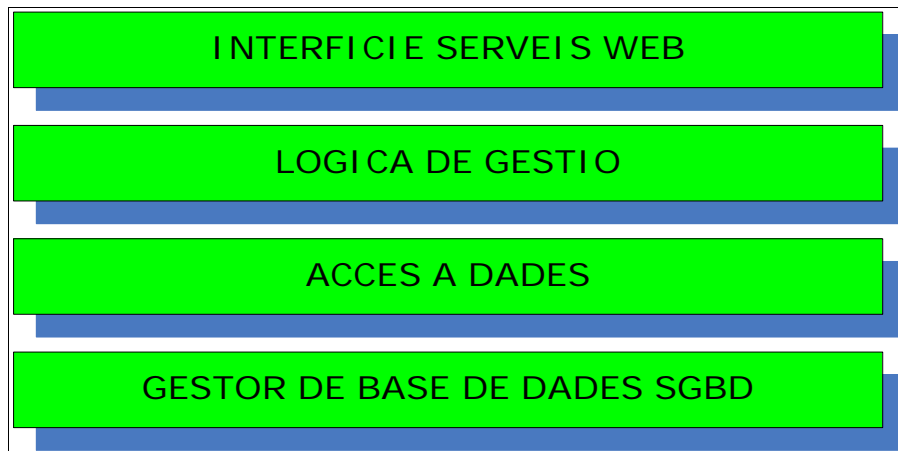 INTERFICIE SERVEIS WEB
LOGICA DE GESTIO
ACCES A DADES
GESTOR DE BASE DE DADES SGBD